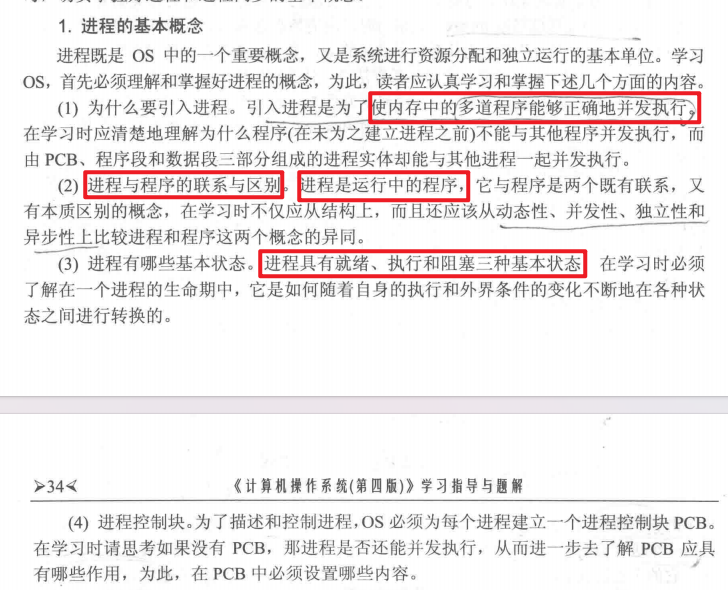 1. 进程的基本概念
进程既是 OS 中的一个重要概念，又是系统进行资源分配和独立运行的基本单位。学习
OS，首先必须理解和掌握好进程的概念，为此，读者应认真学习和掌握下述几个方面的内容。
(1) 为什么要引入进程。引入进程是为了使内存中的多道程序能够正确地并发执行。
在学习时应清楚地理解为什么程序(在未为之建立进程之前)不能与其他程序并发执行，而
由 PCB、程序段和数据段三部分组成的进程实体却能与其他进程一起并发执行。
(2) 进程与程序的联系与区别。进程是运行中的程序，它与程序是两个既有联系，又
有本质区别的概念，在学习时不仅应从结构上，而且还应该从动态性、并发性、独立性和
异步性上比较进程和程序这两个概念的异同。
(3) 进程有哪些基本状态。进程具有就绪、执行和阻塞三种基本状态 在学习时必须
了解在一个进程的生命期中，它是如何随着自身的执行和外界条件的变化不断地在各种状
态之间进行转换的。
➢34➢ 《计算机操作系统(第四版)》学习指导与题解
(4) 进程控制块。为了描述和控制进程，OS 必须为每个进程建立一个进程控制块 PCB。
在学习时请思考如果没有 PCB，那进程是否还能并发执行，从而进一步去了解 PCB 应具
有哪些作用，为此，在 PCB 中必须设置哪些内容。